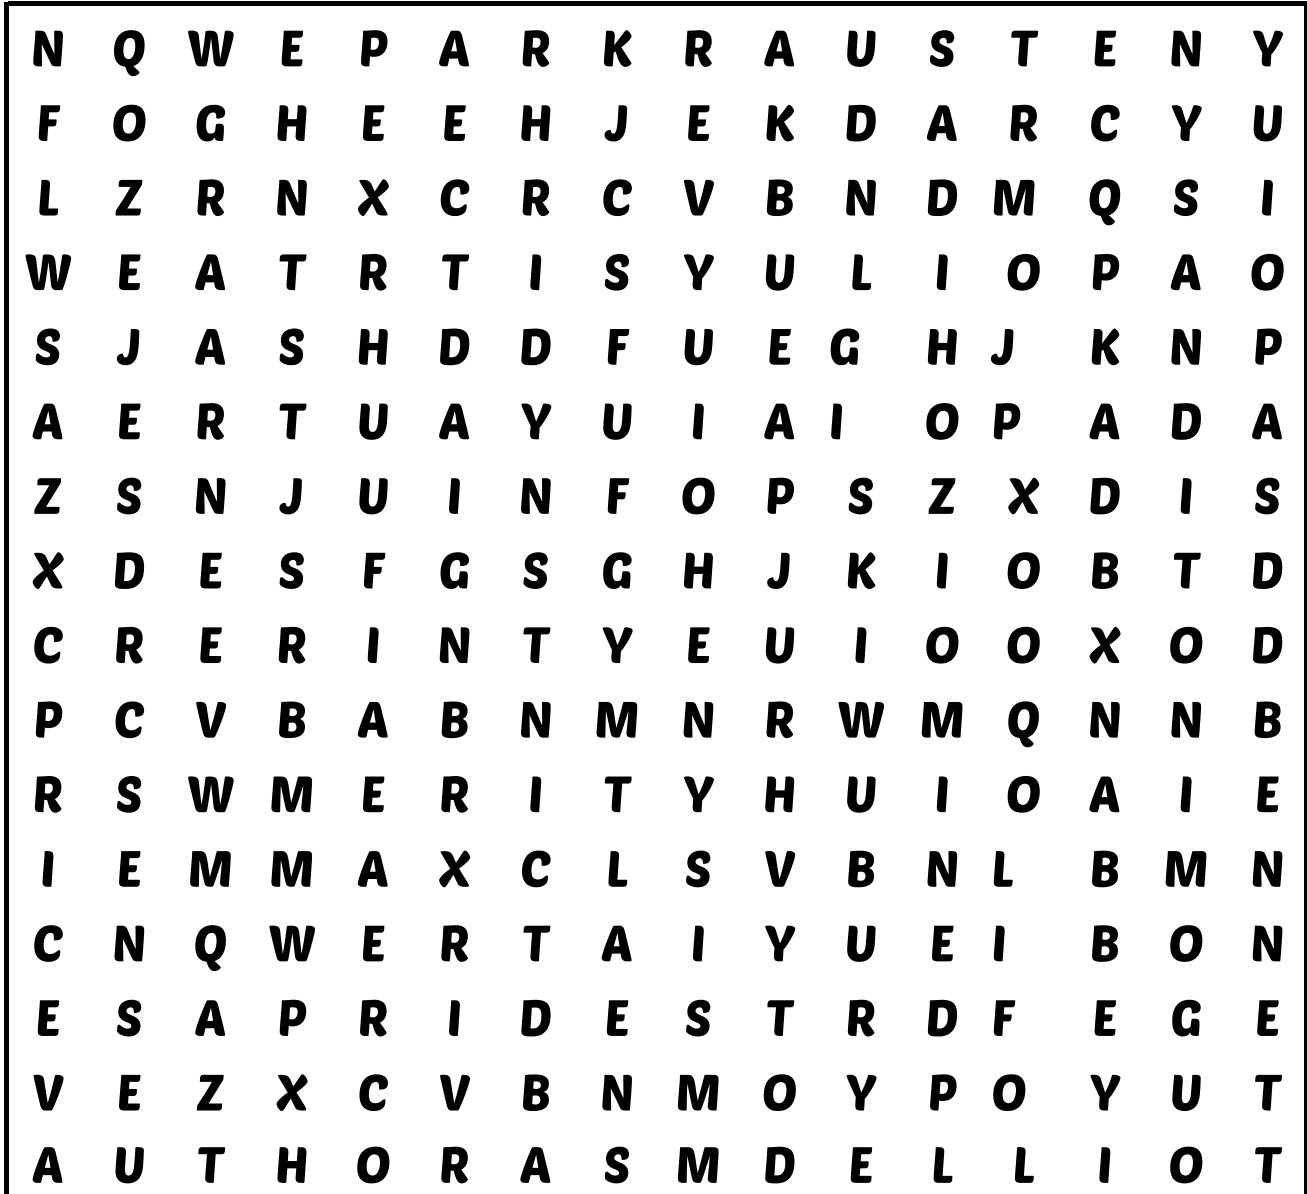 N Q W E P A R K R A U S T E N Y
F O G H E E H J E K D A R C Y U
L Z R N X C R C V B N D M Q S I
W E A T R T I S Y U L I O P A O
S J A S H D D F U E G H J K N P
A E R T U A Y U I A I O P A D A
Z S N J U I N F O P S Z X D I S
X D E S F G S G H J K I O B T D
C R E R I N T Y E U I O O X O D
P C V B A B N M N R W M Q N N B
R S W M E R I T Y H U I O A I E
I E M M A X C L S V B N L B M N
C N Q W E R T A I Y U E I B O N
E S A P R I D E S T R D F E G E
V E Z X C V B N M O Y P O Y U T
A U T H O R A S M D E L L I O T